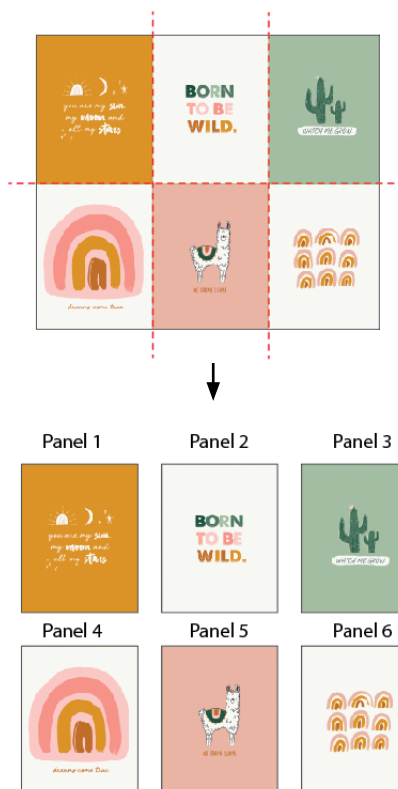 you are my sun
my moon and
all my stars
BORN
TO BE
WILD.
WATCH ME GROW
dreams come true
Panel 1
Panel 2
Panel 3
you are my sun
my moon and
all my stars
BORN
TO BE
WILD.
WATCH ME GROW
Panel 4
Panel 5
Panel 6
dreams come true